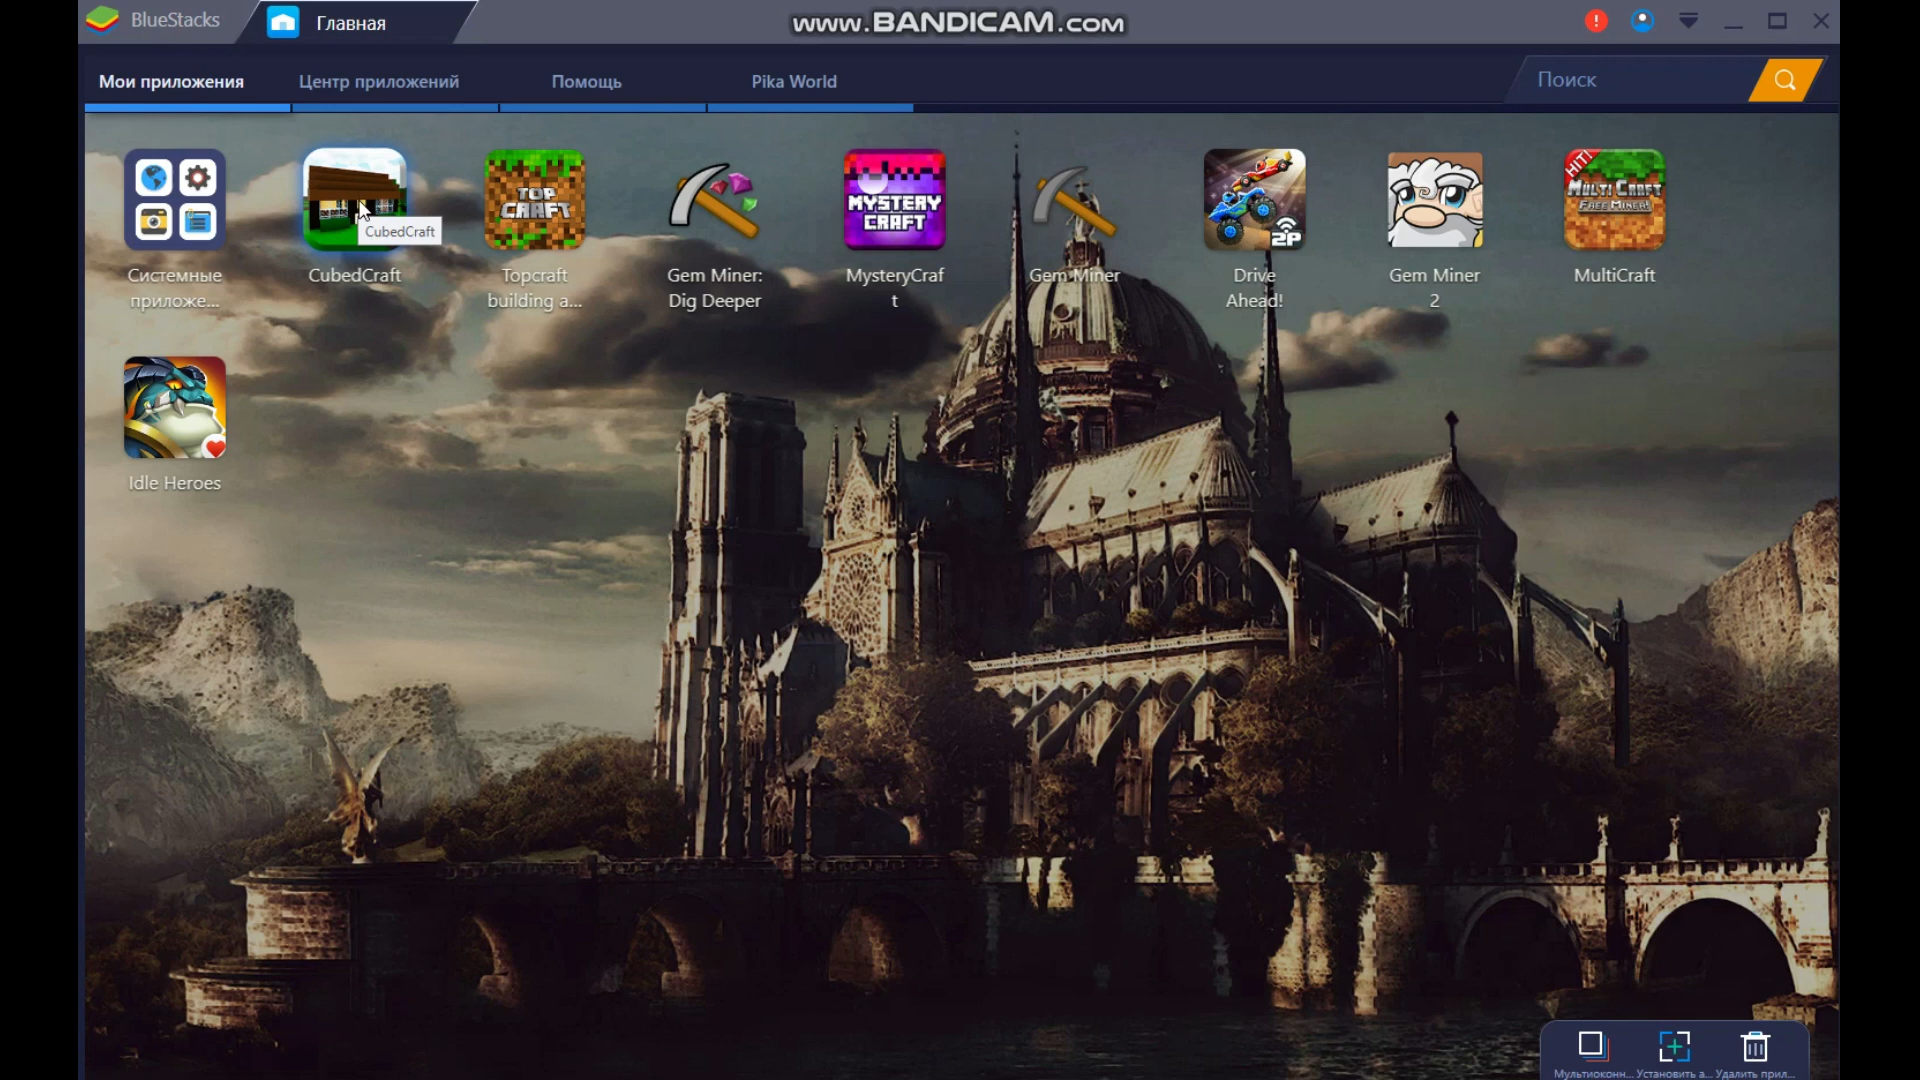 BlueStacks
Главная
www.BANDICAM.com
Мои приложения
Центр приложений
Помощь
Pika World
Поиск
TOP
CRAFT
MYSTERY
CRAFT
2P
HIT!
MULTI CRAFT
FREE MINER!
CubedCraft
Системные
приложе...
CubedCraft
Topcraft
building a...
Gem Miner:
Dig Deeper
MysteryCraf
t
Gem Miner
Drive
Ahead!
Gem Miner
2
MultiCraft
Idle Heroes
Мультиоконн...
Установить a...
Удалить прил...